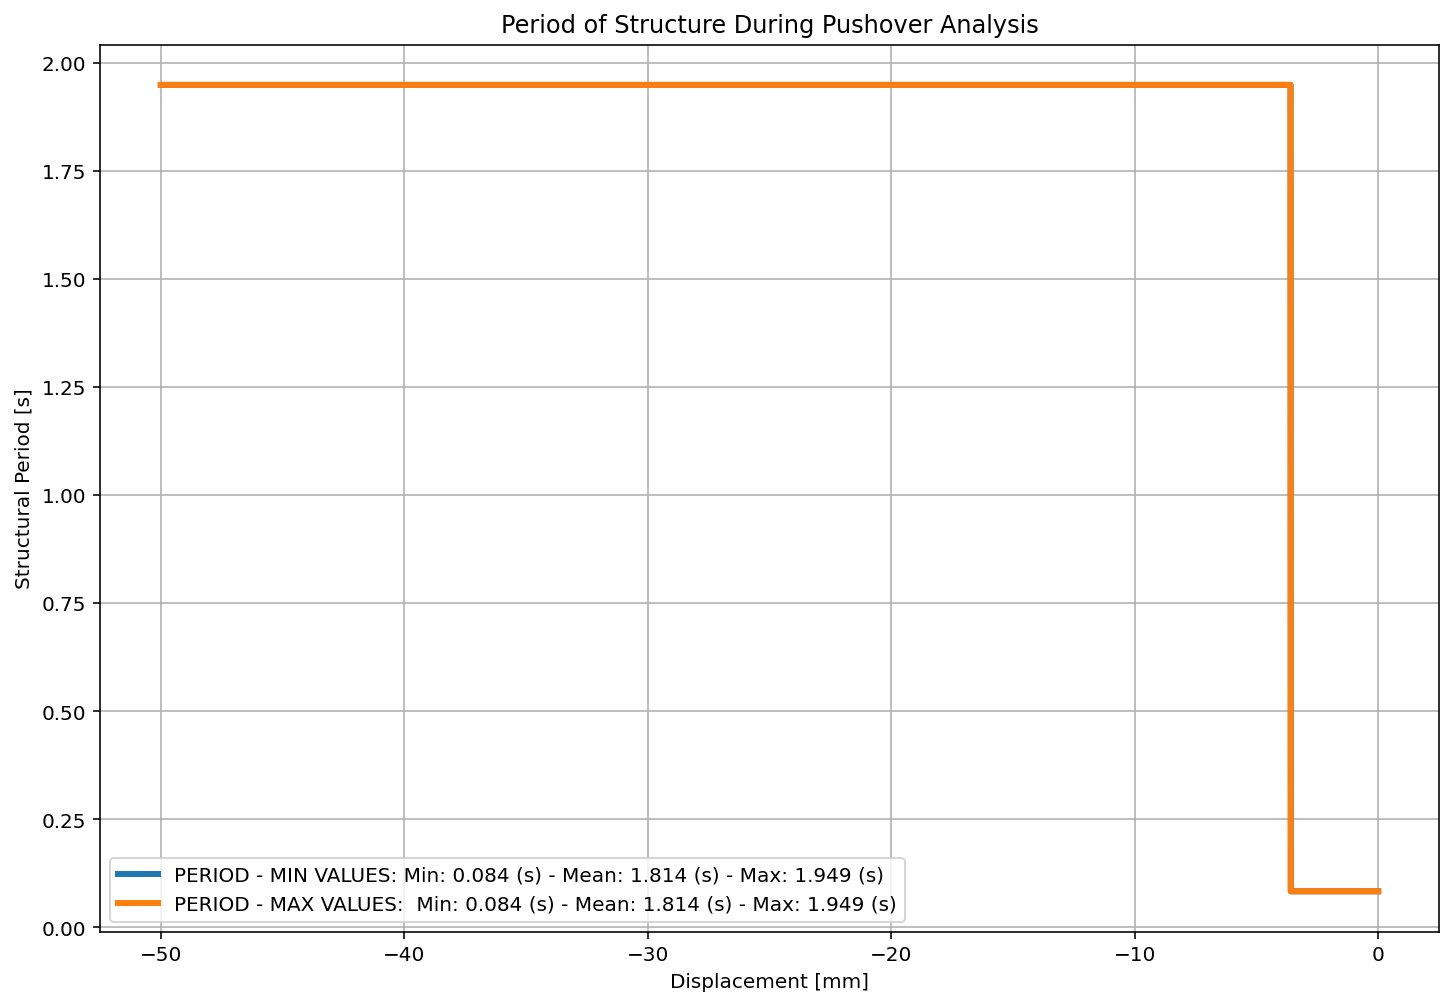 Period of Structure During Pushover Analysis
2.00
1.75
1.50
1.25
1.00
0.75
0.50
0.25
0.00
Structural Period [s]
PERIOD - MIN VALUES: Min: 0.084 (s) - Mean: 1.814 (s) - Max: 1.949 (s)
PERIOD - MAX VALUES:  Min: 0.084 (s) - Mean: 1.814 (s) - Max: 1.949 (s)
−50 −40 −30 −20 −10 0
Displacement [mm]